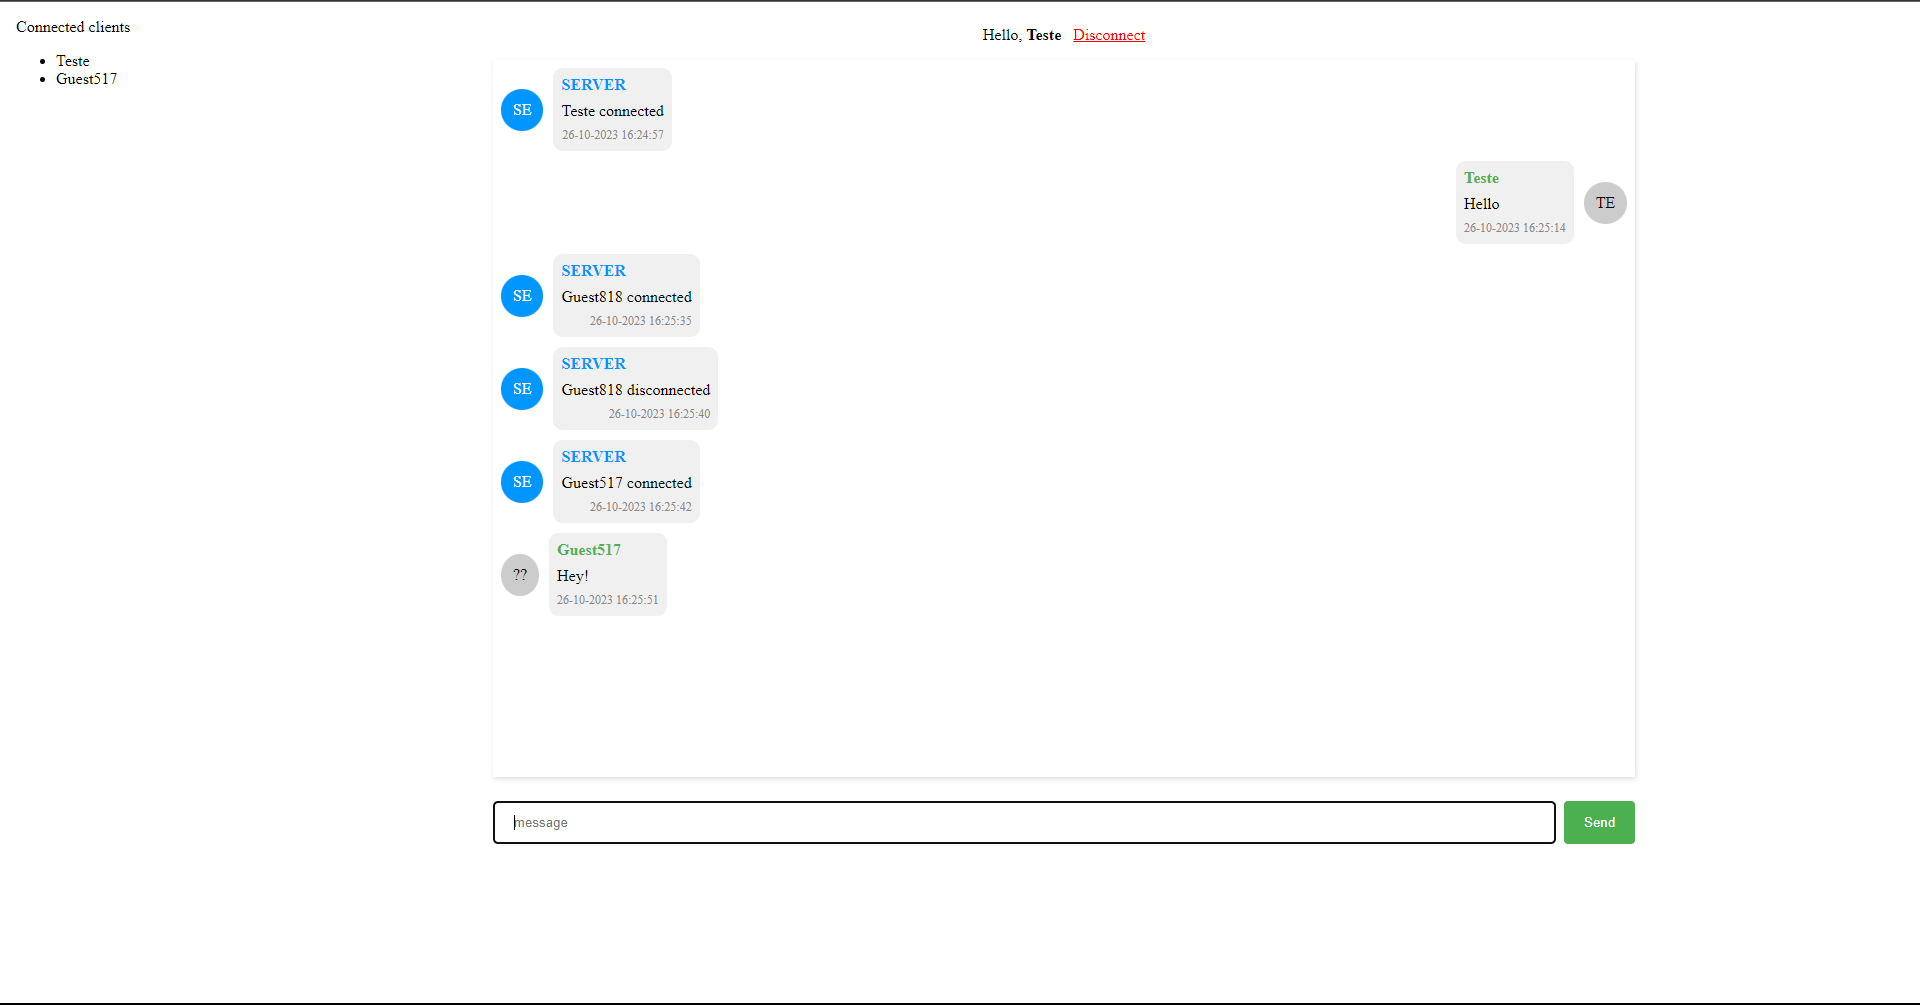 Connected clients
Teste
Guest517
Hello, Teste Disconnect
SE
SERVER
Teste connected
26-10-2023 16:24:57
Teste
Hello
26-10-2023 16:25:14
TE
SE
SERVER
Guest818 connected
26-10-2023 16:25:35
SE
SERVER
Guest818 disconnected
26-10-2023 16:25:40
SE
SERVER
Guest517 connected
26-10-2023 16:25:42
??
Guest517
Hey!
26-10-2023 16:25:51
message
Send